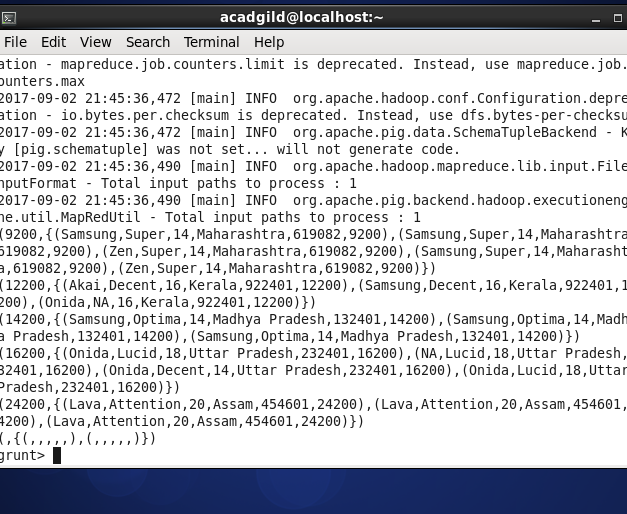 acadgild@localhost:~
File Edit View Search Terminal Help
ation - mapreduce.job.counters.limit is deprecated. Instead, use mapreduce.job.
ounters.max
2017-09-02 21:45:36,472 [main] INFO  org.apache.hadoop.conf.Configuration.depre
ation - io.bytes.per.checksum is deprecated. Instead, use dfs.bytes-per-checksu
2017-09-02 21:45:36,472 [main] INFO  org.apache.pig.data.SchemaTupleBackend - K
y [pig.schematuple] was not set... will not generate code.
2017-09-02 21:45:36,490 [main] INFO  org.apache.hadoop.mapreduce.lib.input.File
nputFormat - Total input paths to process : 1
2017-09-02 21:45:36,490 [main] INFO  org.apache.pig.backend.hadoop.executioneng
ne.util.MapRedUtil - Total input paths to process : 1
(9200,{(Samsung,Super,14,Maharashtra,619082,9200),(Samsung,Super,14,Maharashtra
619082,9200),(Zen,Super,14,Maharashtra,619082,9200),(Samsung,Super,14,Maharasht
a,619082,9200),(Zen,Super,14,Maharashtra,619082,9200)})
(12200,{(Akai,Decent,16,Kerala,922401,12200),(Samsung,Decent,16,Kerala,922401,1
200),(Onida,NA,16,Kerala,922401,12200)})
(14200,{(Samsung,Optima,14,Madhya Pradesh,132401,14200),(Samsung,Optima,14,Madh
a Pradesh,132401,14200),(Samsung,Optima,14,Madhya Pradesh,132401,14200)})
(16200,{(Onida,Lucid,18,Uttar Pradesh,232401,16200),(NA,Lucid,18,Uttar Pradesh,
32401,16200),(Onida,Decent,14,Uttar Pradesh,232401,16200),(Onida,Lucid,18,Uttar
Pradesh,232401,16200)})
(24200,{(Lava,Attention,20,Assam,454601,24200),(Lava,Attention,20,Assam,454601,
4200),(Lava,Attention,20,Assam,454601,24200)})
(,{(,,,,,),(,,,,,)})
grunt>